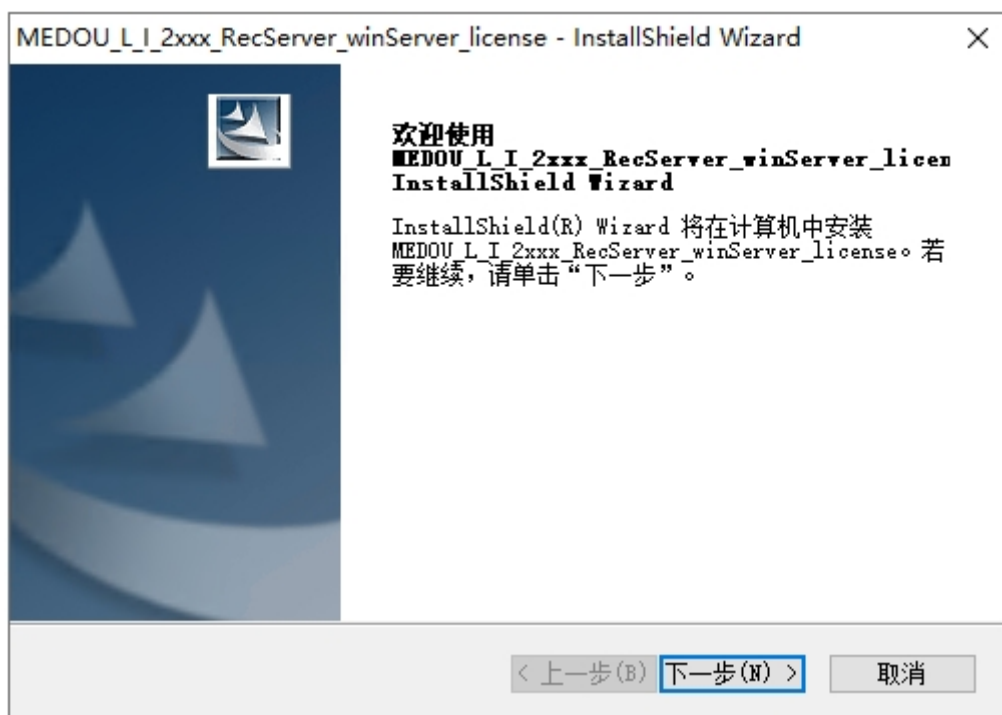 MEDOU_L_I_2xxx_RecServer_winServer_license - InstallShield Wizard
欢迎使用
MEDOU_L_I_2xxx_RecServer_winServer_licen
InstallShield Wizard
InstallShield(R) Wizard 将在计算机中安装
MEDOU_L_I_2xxx_RecServer_winServer_license。若
要继续，请单击“下一步”。
< 上一步(B) 下一步(N) > 取消